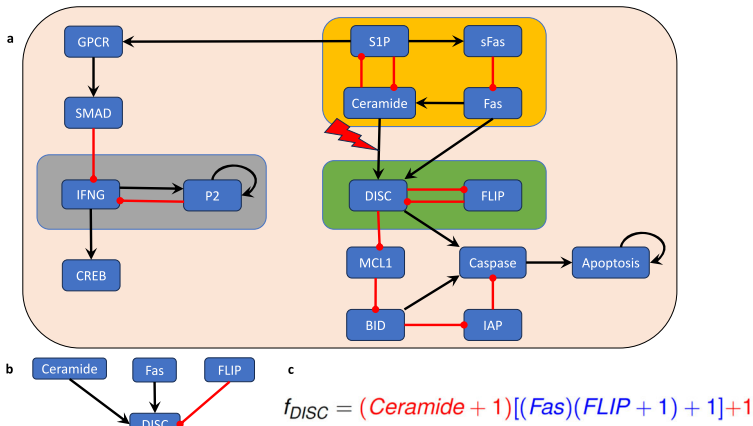 a
GPCR
S1P
sFas
SMAD
Ceramide
Fas
IFNG
P2
DISC
FLIP
CREB
MCL1
Caspase
Apoptosis
BID
IAP
b
Ceramide
Fas
FLIP
DISC
c
f_DISC = (Ceramide + 1)[(Fas)(FLIP + 1) + 1]+1